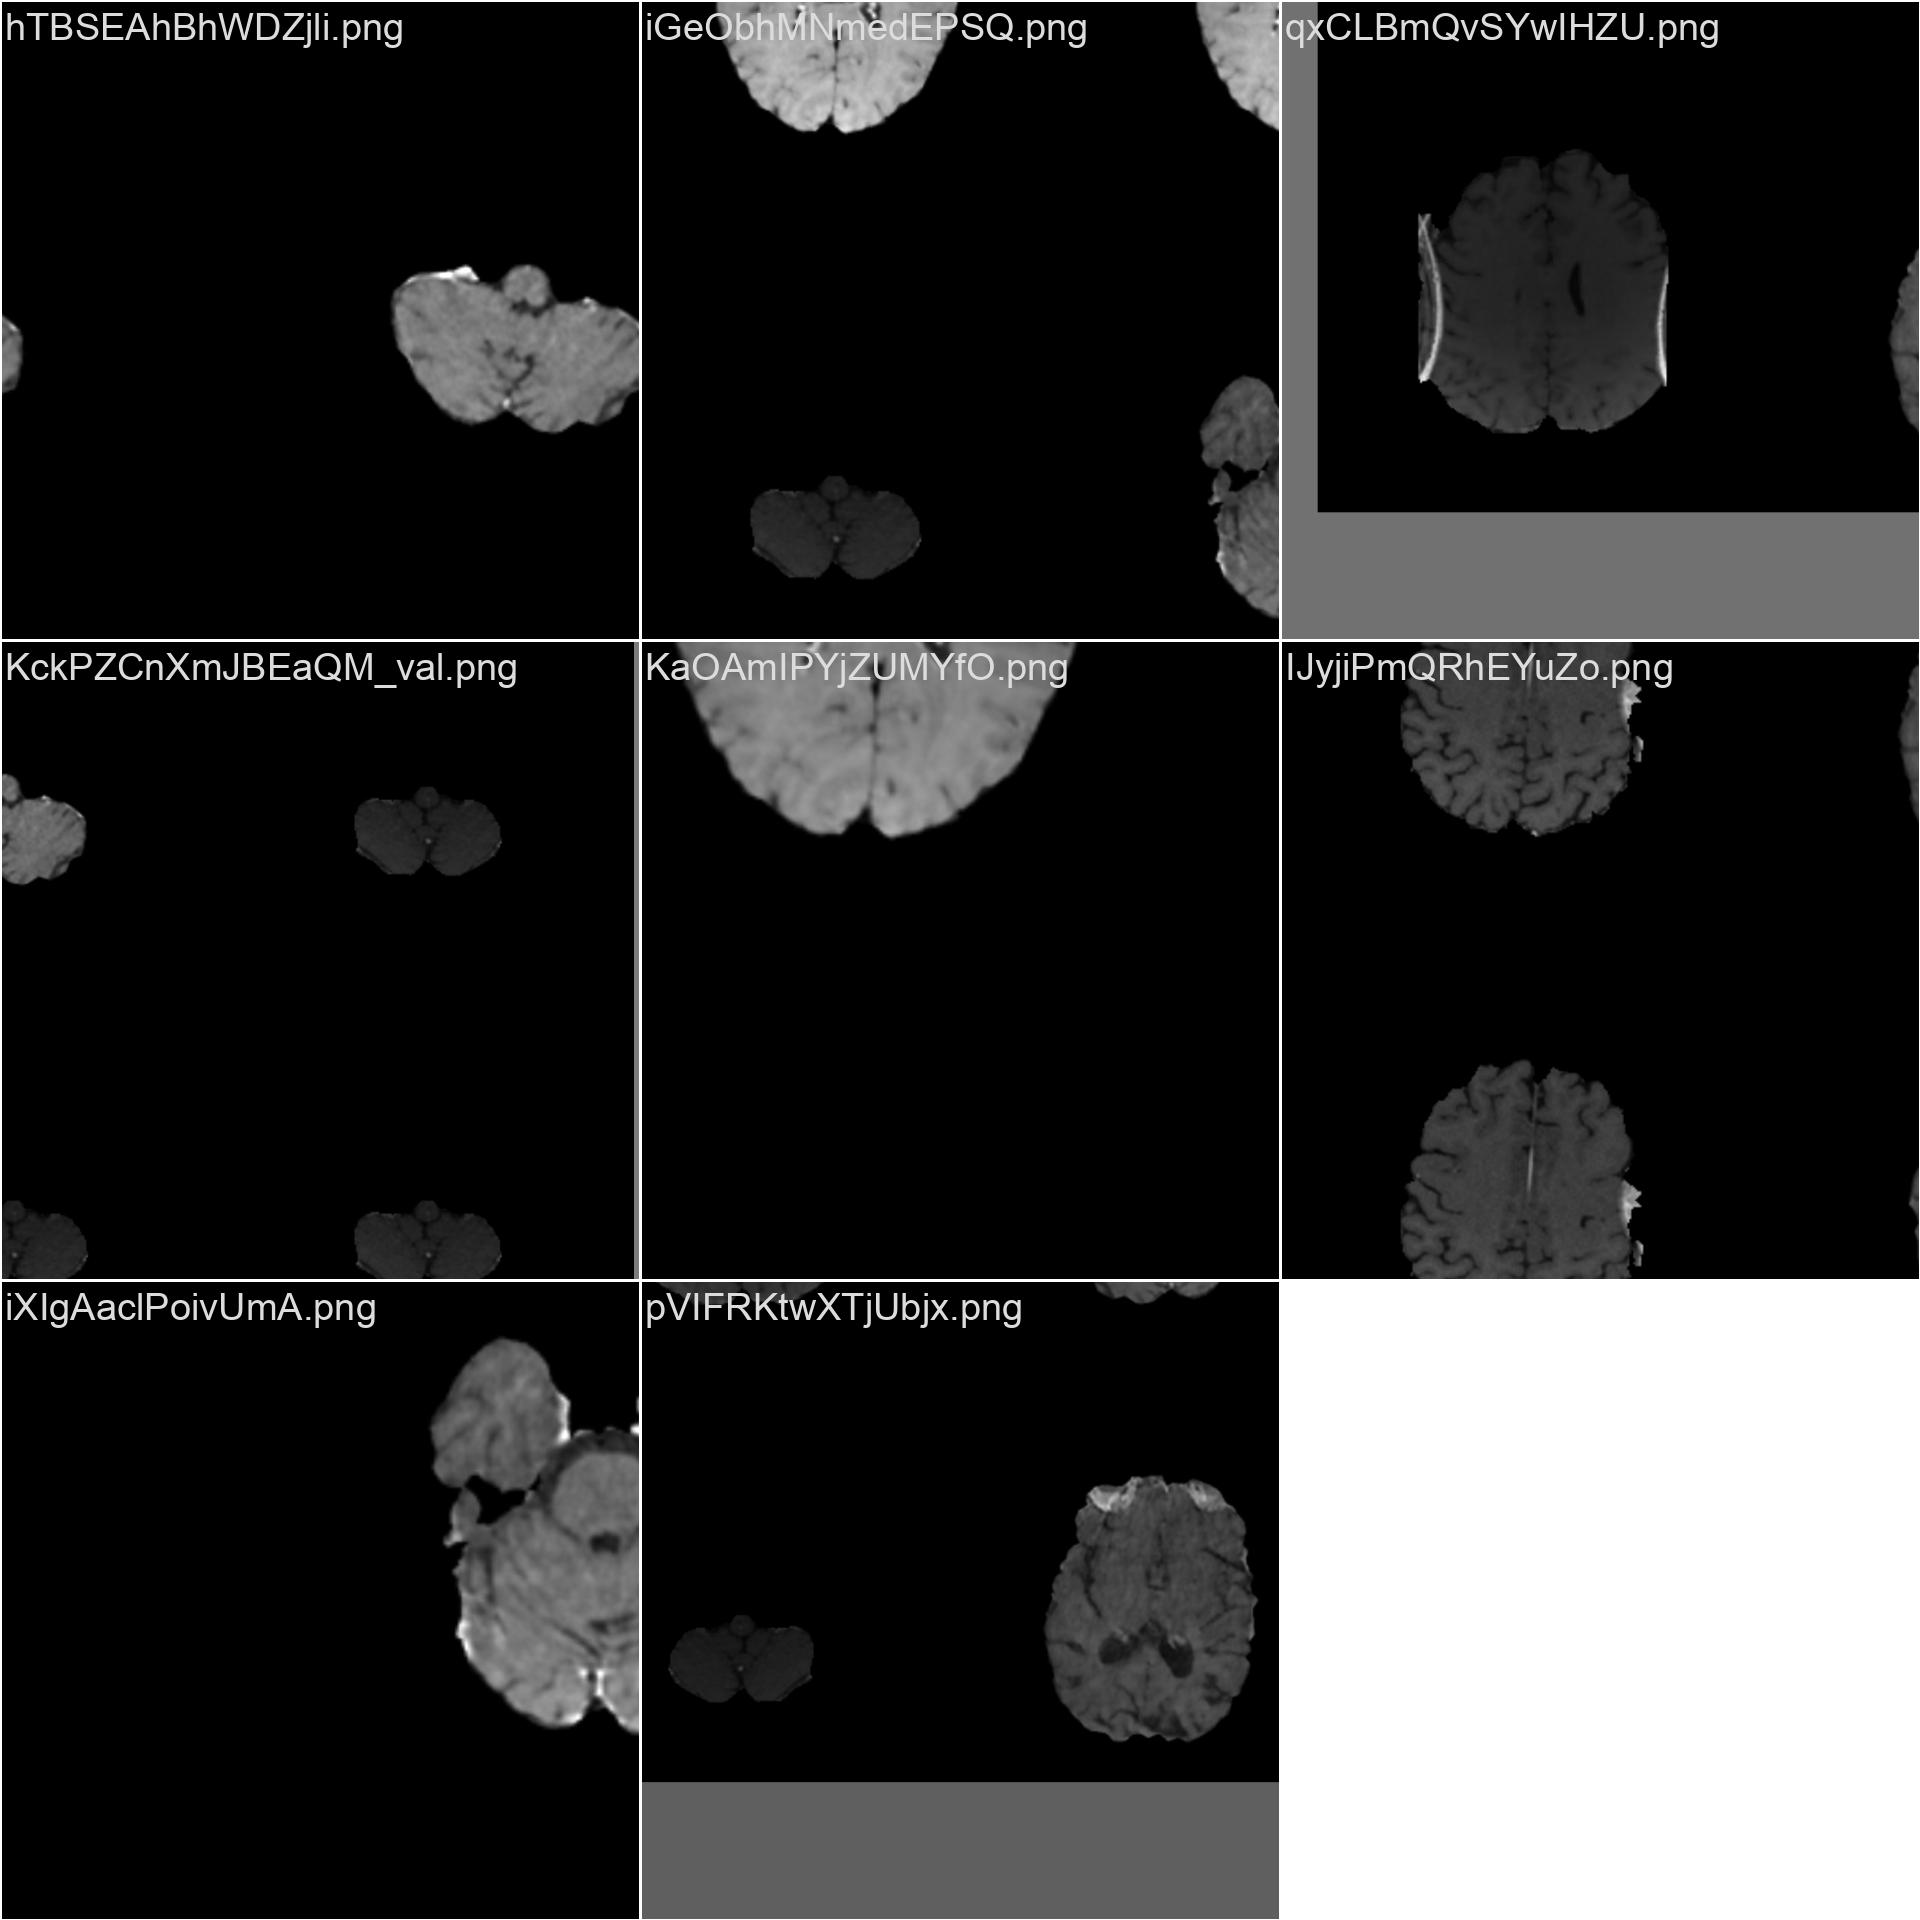 hTBSEAhBhWDZjli.png
iGeObhMNmedEPSQ.png
qxCLBmQvSYwIHZU.png
KckPZCnXmJBEaQM_val.png
KaOAmIPYjZUMYfO.png
IJyjiPmQRhEYuZo.png
iXIgAaclPoivUmA.png
pVIFRKtwXTjUbjx.png